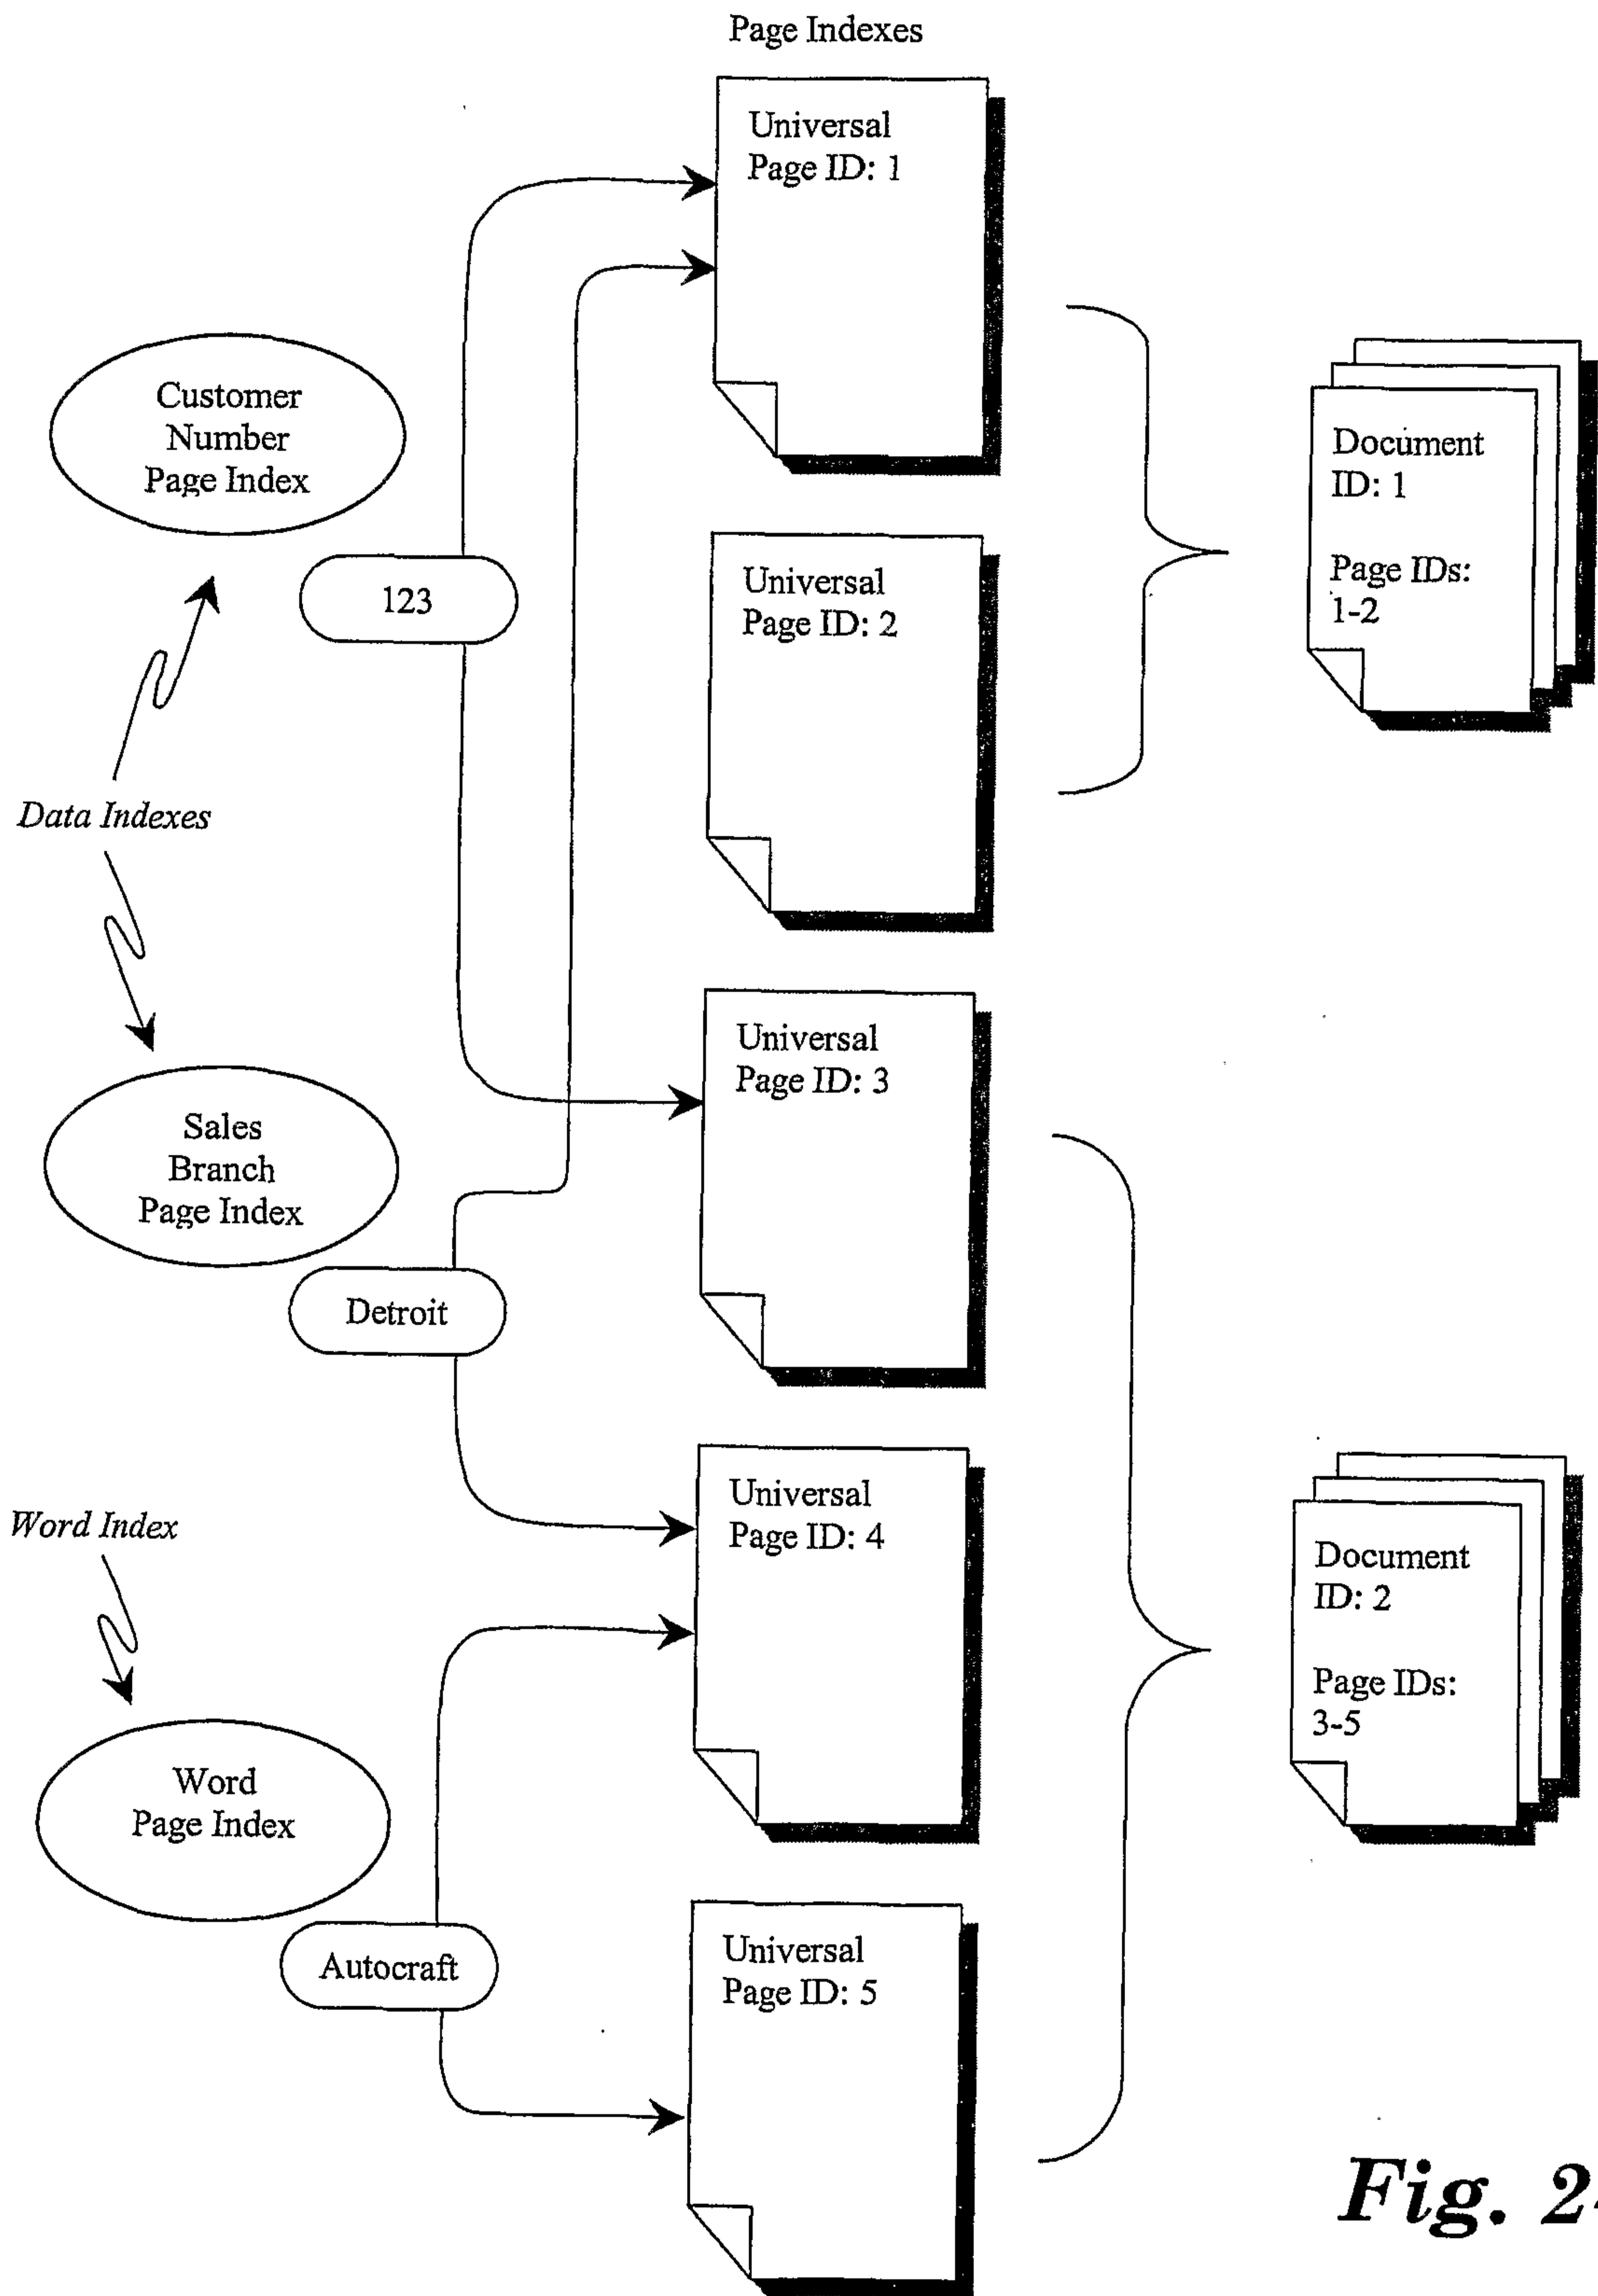 Page Indexes
Universal
Page ID: 1
Customer
Number
Page Index
123
Document
ID: 1
Page IDs:
1-2
Universal
Page ID: 2
Data Indexes
Universal
Page ID: 3
Sales
Branch
Page Index
Detroit
Universal
Page ID: 4
Word Index
Document
ID: 2
Page IDs:
3-5
Word
Page Index
Autocraft
Universal
Page ID: 5
Fig.